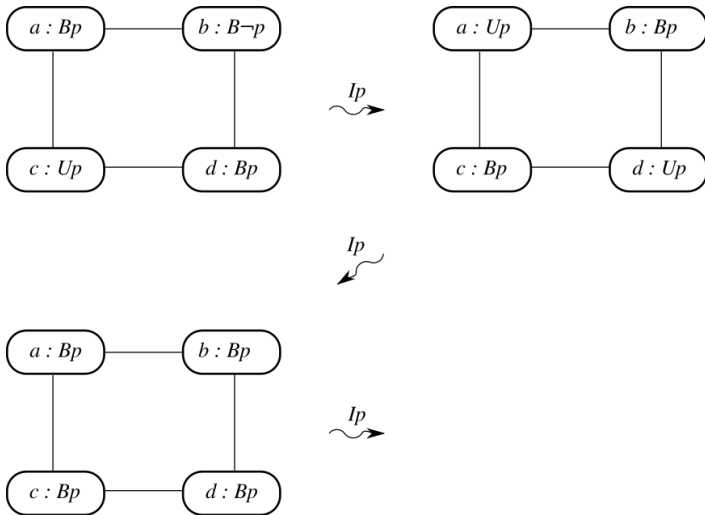 a : Bp b : B¬p a : Up b : Bp
Ip
c : Up d : Bp c : Bp d : Up
Ip
a : Bp b : Bp
Ip
c : Bp d : Bp